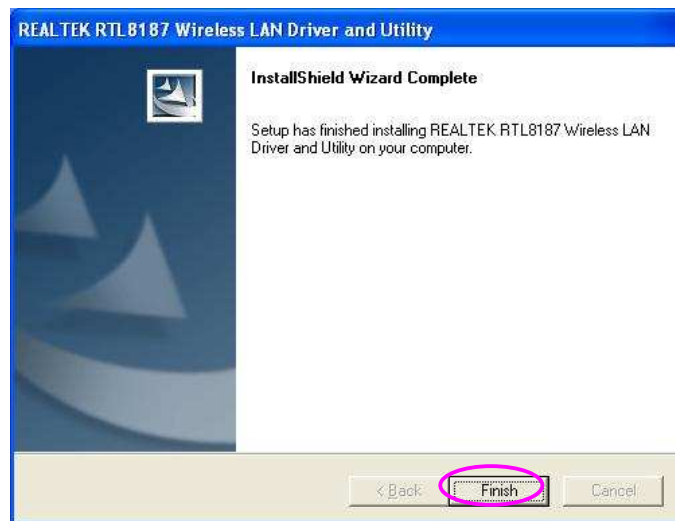 REALTEK RTL8187 Wireless LAN Driver and Utility
InstallShield Wizard Complete
Setup has finished installing REALTEK RTL8187 Wireless LAN
Driver and Utility on your computer.
< Back
Finish
Cancel